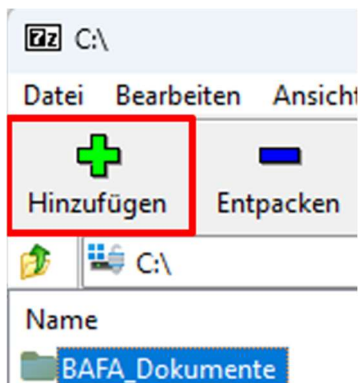 7z C:\
Datei Bearbeiten Ansicht
Hinzufügen Entpacken
C:\
Name
BAFA_Dokumente